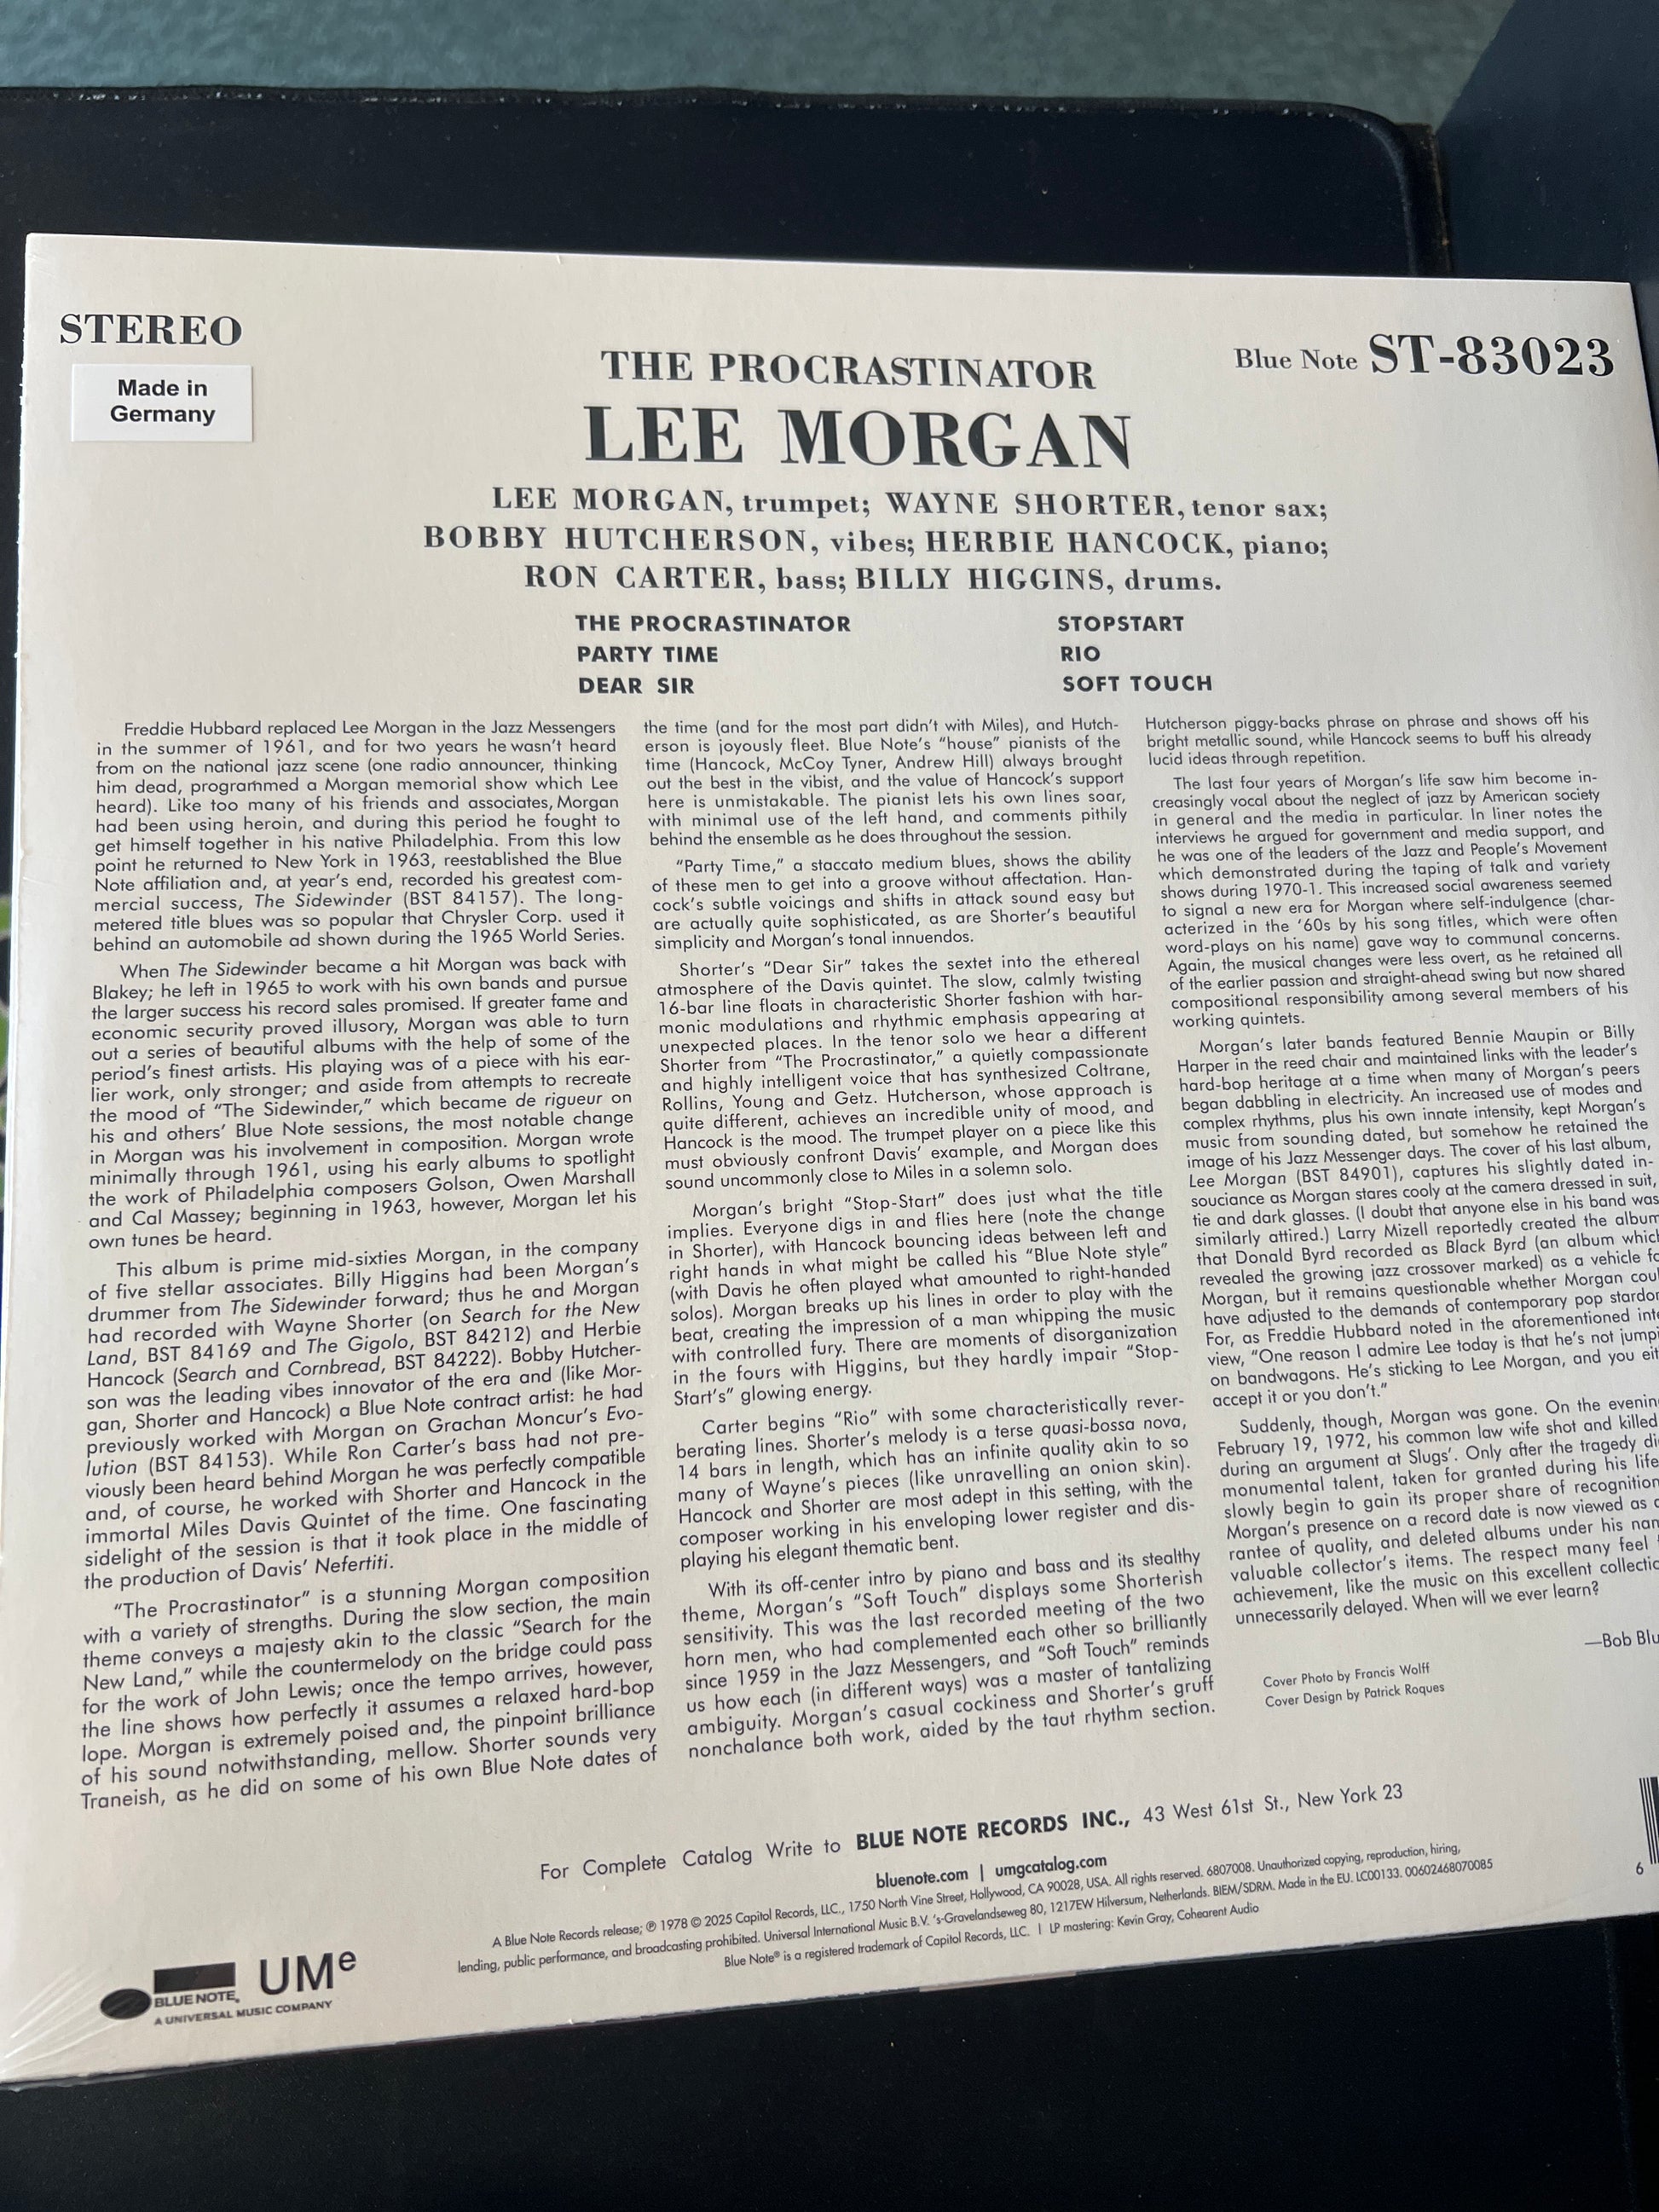 STEREO
Made in
Germany
THE PROCRASTINATOR
Blue Note ST-83023
LEE MORGAN
LEE MORGAN, trumpet; WAYNE SHORTER, tenor sax;
BOBBY HUTCHERSON, vibes; HERBIE HANCOCK, piano;
RON CARTER, bass; BILLY HIGGINS, drums.
THE PROCRASTINATOR
PARTY TIME
DEAR SIR
STOPSTART
RIO
SOFT TOUCH
Freddie Hubbard replaced Lee Morgan in the Jazz Messengers
in the summer of 1961, and for two years he wasn't heard
from on the national jazz scene (one radio announcer, thinking
him dead, programmed a Morgan memorial show which Lee
heard). Like too many of his friends and associates, Morgan
had been using heroin, and during this period he fought to
get himself together in his native Philadelphia. From this low
point he returned to New York in 1963, reestablished the Blue
Note affiliation and, at year's end, recorded his greatest com-
mercial success, The Sidewinder (BST 84157). The long-
metered title blues was so popular that Chrysler Corp. used it
behind an automobile ad shown during the 1965 World Series.
When The Sidewinder became a hit Morgan was back with
Blakey; he left in 1965 to work with his own bands and pursue
the larger success his record sales promised. If greater fame and
economic security proved illusory, Morgan was able to turn
out a series of beautiful albums with the help of some of the
period's finest artists. His playing was of a piece with his ear-
lier work, only stronger; and aside from attempts to recreate
the mood of "The Sidewinder," which became de rigueur on
his and others' Blue Note sessions, the most notable change
in Morgan was his involvement in composition. Morgan wrote
minimally through 1961, using his early albums to spotlight
the work of Philadelphia composers Golson, Owen Marshall
and Cal Massey; beginning in 1963, however, Morgan let his
own tunes be heard.
This album is prime mid-sixties Morgan, in the company
of five stellar associates. Billy Higgins had been Morgan's
drummer from The Sidewinder forward; thus he and Morgan
had recorded with Wayne Shorter (on Search for the New
Land, BST 84169 and The Gigolo, BST 84212) and Herbie
Hancock (Search and Cornbread, BST 84222). Bobby Hutcher-
son was the leading vibes innovator of the era and (like Mor-
gan, Shorter and Hancock) a Blue Note contract artist: he had
previously worked with Morgan on Grachan Moncur's Evo-
lution (BST 84153). While Ron Carter's bass had not pre-
viously been heard behind Morgan he was perfectly compatible
and, of course, he worked with Shorter and Hancock in the
immortal Miles Davis Quintet of the time. One fascinating
sidelight of the session is that it took place in the middle of
the production of Davis' Nefertiti.
"The Procrastinator" is a stunning Morgan composition
with a variety of strengths. During the slow section, the main
theme conveys a majesty akin to the classic "Search for the
New Land," while the countermelody on the bridge could pass
for the work of John Lewis; once the tempo arrives, however,
the line shows how perfectly it assumes a relaxed hard-bop
lope. Morgan is extremely poised and, the pinpoint brilliance
of his sound notwithstanding, mellow. Shorter sounds very
Traneish, as he did on some of his own Blue Note dates of
the time (and for the most part didn't with Miles), and Hutch-
erson is joyously fleet. Blue Note's "house" pianists of the
time (Hancock, McCoy Tyner, Andrew Hill) always brought
out the best in the vibist, and the value of Hancock's support
here is unmistakable. The pianist lets his own lines soar,
with minimal use of the left hand, and comments pithily
behind the ensemble as he does throughout the session.
"Party Time," a staccato medium blues, shows the ability
of these men to get into a groove without affectation. Han-
cock's subtle voicings and shifts in attack sound easy but
are actually quite sophisticated, as are Shorter's beautiful
simplicity and Morgan's tonal innuendos.
Shorter's "Dear Sir" takes the sextet into the ethereal
atmosphere of the Davis quintet. The slow, calmly twisting
16-bar line floats in characteristic Shorter fashion with har-
monic modulations and rhythmic emphasis appearing at
unexpected places. In the tenor solo we hear a different
Shorter from "The Procrastinator," a quietly compassionate
and highly intelligent voice that has synthesized Coltrane,
Rollins, Young and Getz. Hutcherson, whose approach is
quite different, achieves an incredible unity of mood, and
Hancock is the mood. The trumpet player on a piece like this
must obviously confront Davis' example, and Morgan does
sound uncommonly close to Miles in a solemn solo.
Morgan's bright "Stop-Start" does just what the title
implies. Everyone digs in and flies here (note the change
in Shorter), with Hancock bouncing ideas between left and
right hands in what might be called his "Blue Note style"
(with Davis he often played what amounted to right-handed
solos). Morgan breaks up his lines in order to play with the
beat, creating the impression of a man whipping the music
with controlled fury. There are moments of disorganization
in the fours with Higgins, but they hardly impair "Stop-
Start's" glowing energy.
Carter begins "Rio" with some characteristically rever-
berating lines. Shorter's melody is a terse quasi-bossa nova,
14 bars in length, which has an infinite quality akin to so
many of Wayne's pieces (like unravelling an onion skin).
Hancock and Shorter are most adept in this setting, with the
composer working in his enveloping lower register and dis-
playing his elegant thematic bent.
With its off-center intro by piano and bass and its stealthy
theme, Morgan's "Soft Touch" displays some Shorterish
sensitivity. This was the last recorded meeting of the two
horn men, who had complemented each other so brilliantly
since 1959 in the Jazz Messengers, and "Soft Touch" reminds
us how each (in different ways) was a master of tantalizing
ambiguity. Morgan's casual cockiness and Shorter's gruff
nonchalance both work, aided by the taut rhythm section.
Hutcherson piggy-backs phrase on phrase and shows off his
bright metallic sound, while Hancock seems to buff his already
lucid ideas through repetition.
The last four years of Morgan's life saw him become in-
creasingly vocal about the neglect of jazz by American society
in general and the media in particular. In liner notes the
interviews he argued for government and media support, and
he was one of the leaders of the Jazz and People's Movement
which demonstrated during the taping of talk and variety
shows during 1970-1. This increased social awareness seemed
to signal a new era for Morgan where self-indulgence (char-
acterized in the '60s by his song titles, which were often
word-plays on his name) gave way to communal concerns.
Again, the musical changes were less overt, as he retained all
of the earlier passion and straight-ahead swing but now shared
compositional responsibility among several members of his
working quintets.
Morgan's later bands featured Bennie Maupin or Billy
Harper in the reed chair and maintained links with the leader's
hard-bop heritage at a time when many of Morgan's peers
began dabbling in electricity. An increased use of modes and
complex rhythms, plus his own innate intensity, kept Morgan's
music from sounding dated, but somehow he retained the
image of his Jazz Messenger days. The cover of his last album,
Lee Morgan (BST 84901), captures his slightly dated in-
souciance as Morgan stares cooly at the camera dressed in suit,
tie and dark glasses. (I doubt that anyone else in his band was
similarly attired.) Larry Mizell reportedly created the album
that Donald Byrd recorded as Black Byrd (an album which
revealed the growing jazz crossover marked) as a vehicle
Morgan, but it remains questionable whether Morgan
have adjusted to the demands of contemporary pop
For, as Freddie Hubbard noted in the aforementioned
view, "One reason I admire Lee today is that he's not
on bandwagons. He's sticking to Lee Morgan, and you
accept it or you don't."
Suddenly, though, Morgan was gone. On the evening
February 19, 1972, his common law wife shot and killed
during an argument at Slugs'. Only after the tragedy
monumental talent, taken for granted during his
slowly begin to gain its proper share of recognition
Morgan's presence on a record date is now viewed as
rantee of quality, and deleted albums under his
valuable collector's items. The respect many feel
achievement, like the music on this excellent
unnecessarily delayed. When will we ever learn?
—Bob
Cover Photo by Francis Wolff
Cover Design by Patrick Roques
For Complete Catalog Write to BLUE NOTE RECORDS INC., 43 West 61st St., New York 23
bluenote.com | umgcatalog.com
A Blue Note Records release; ℗ 1978 © 2025 Capitol Records, LLC., 1750 North Vine Street, Hollywood, CA 90028, USA. All rights reserved. 6807008. Unauthorized copying, reproduction, hiring,
lending, public performance, and broadcasting prohibited. Universal International Music B.V. 's-Gravelandseweg 80, 1217EW Hilversum, Netherlands. BIEM/SDRM. Made in the EU. LC00133. 00602468070085
Blue Note® is a registered trademark of Capitol Records, LLC. | LP mastering: Kevin Gray, Cohearent Audio
6
BLUE NOTE®
A UNIVERSAL MUSIC COMPANY
UMe